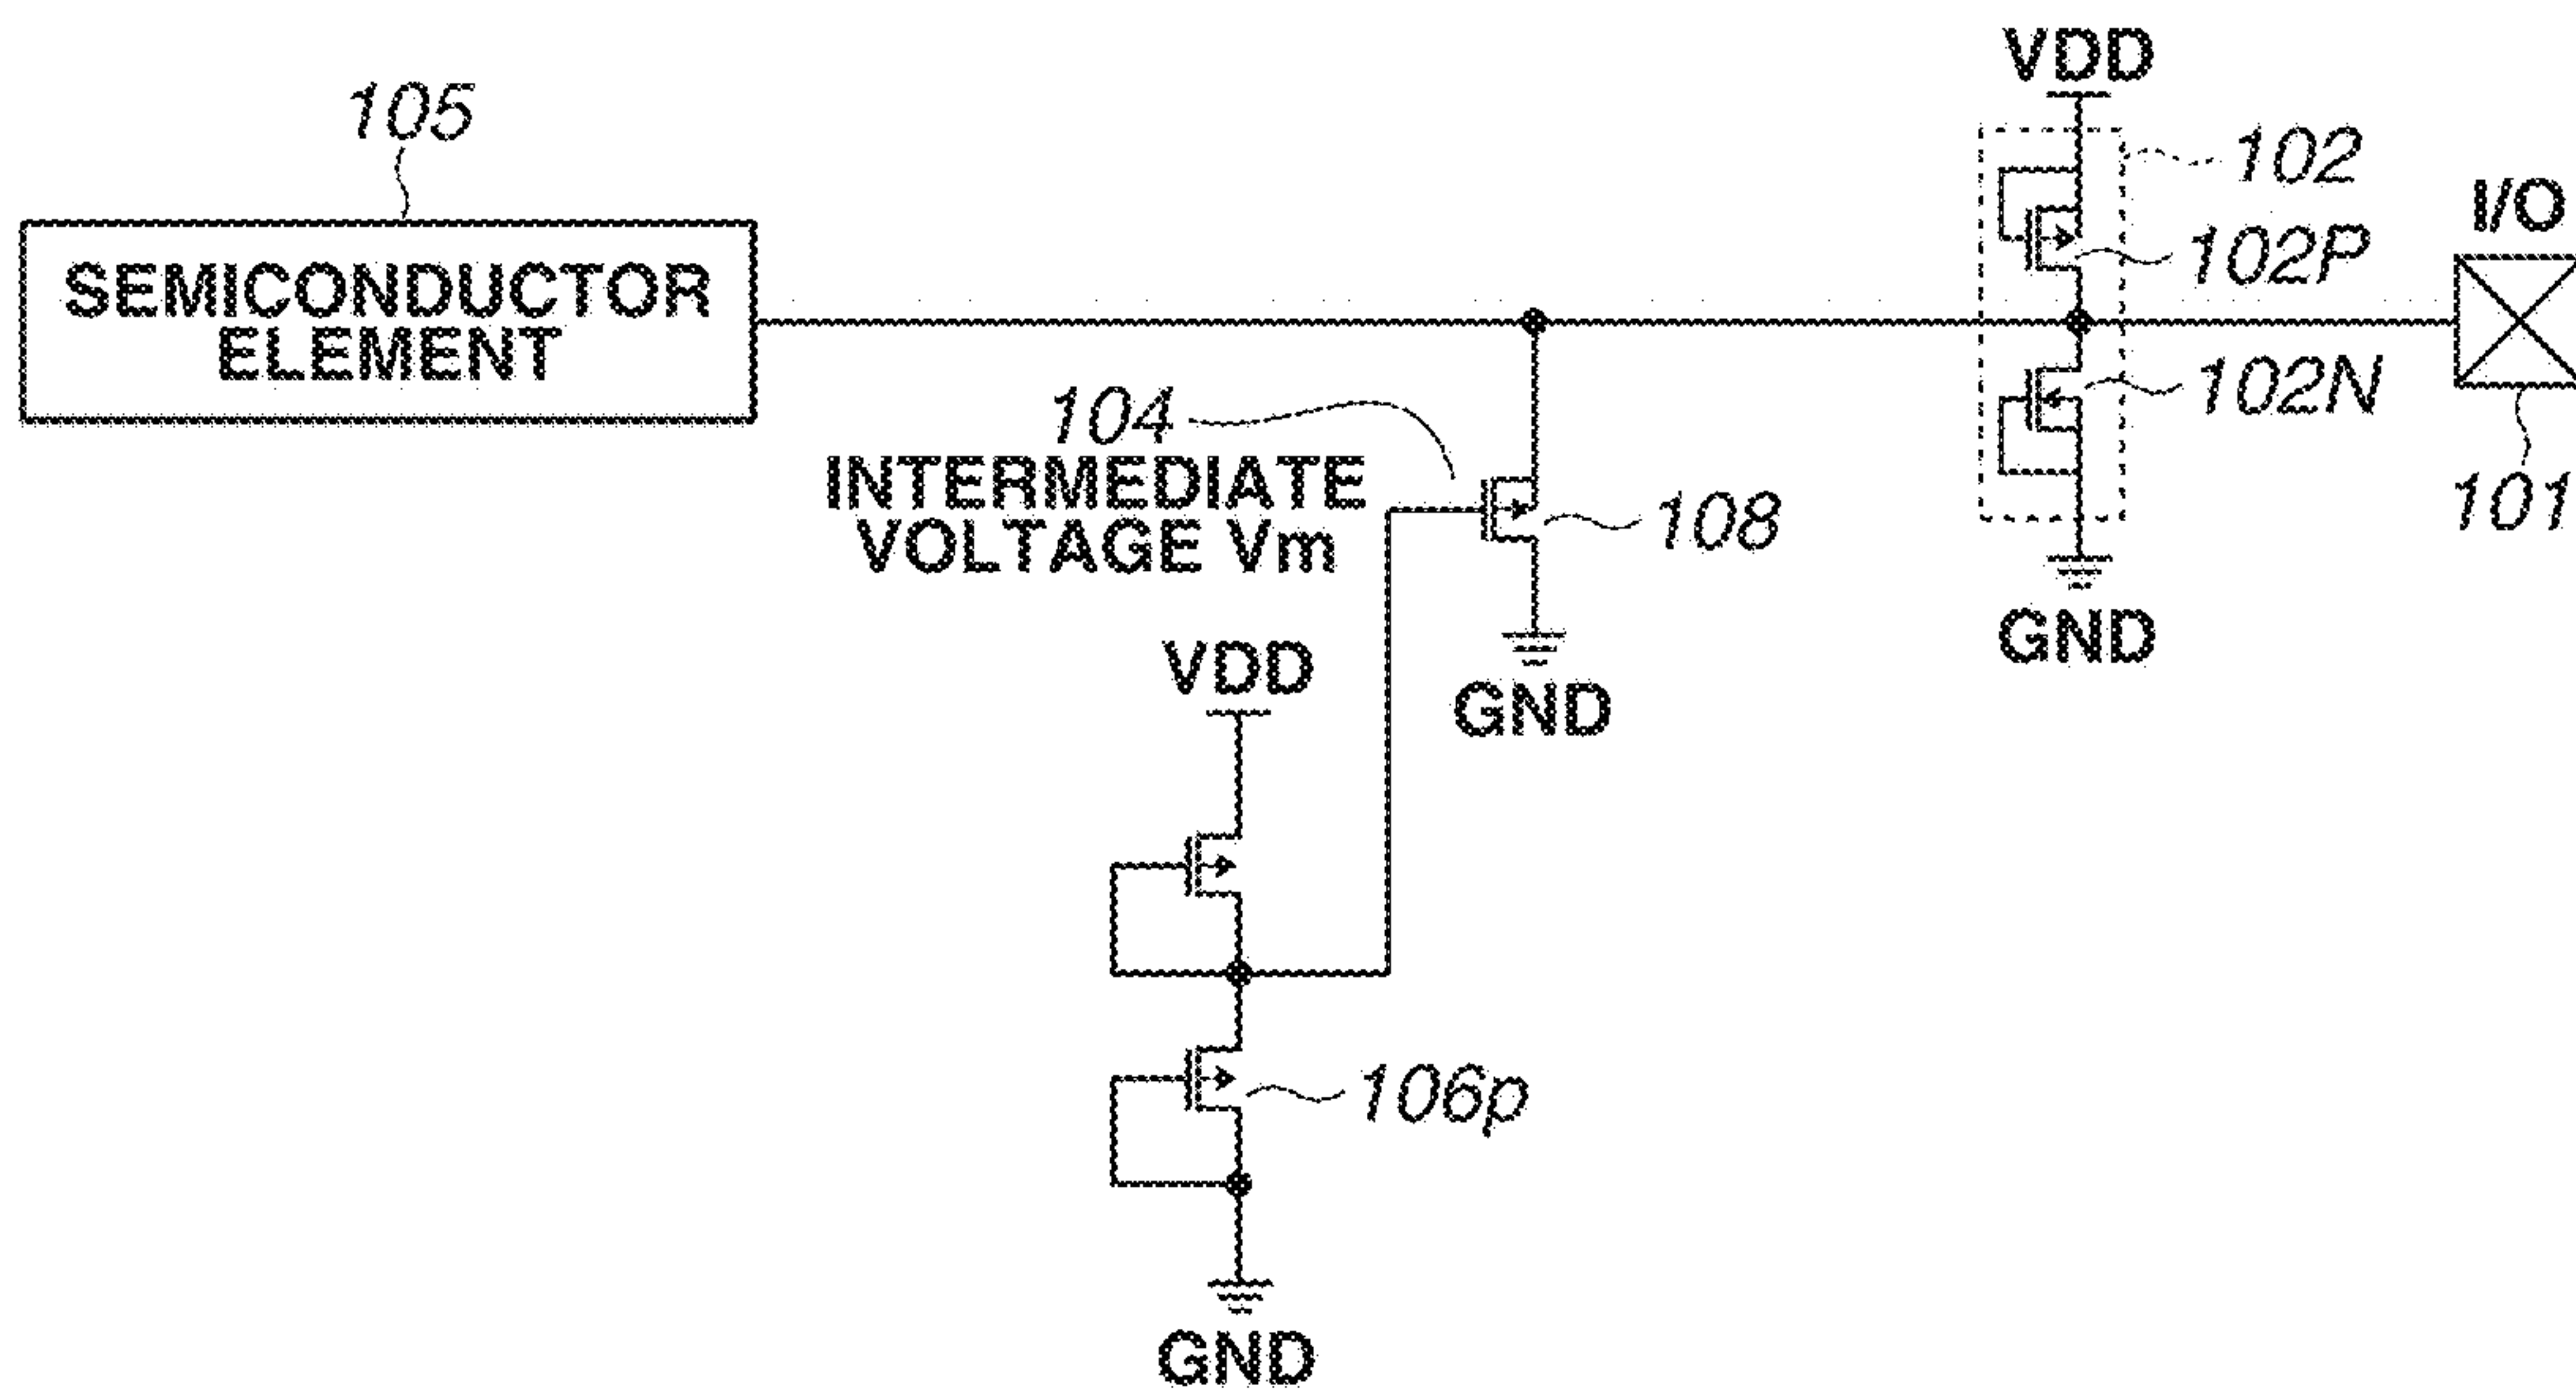 105
SEMICONDUCTOR
ELEMENT
VDD
102
102P
I/O
102N
101
104
INTERMEDIATE
VOLTAGE Vm
108
GND
GND
VDD
106p
GND